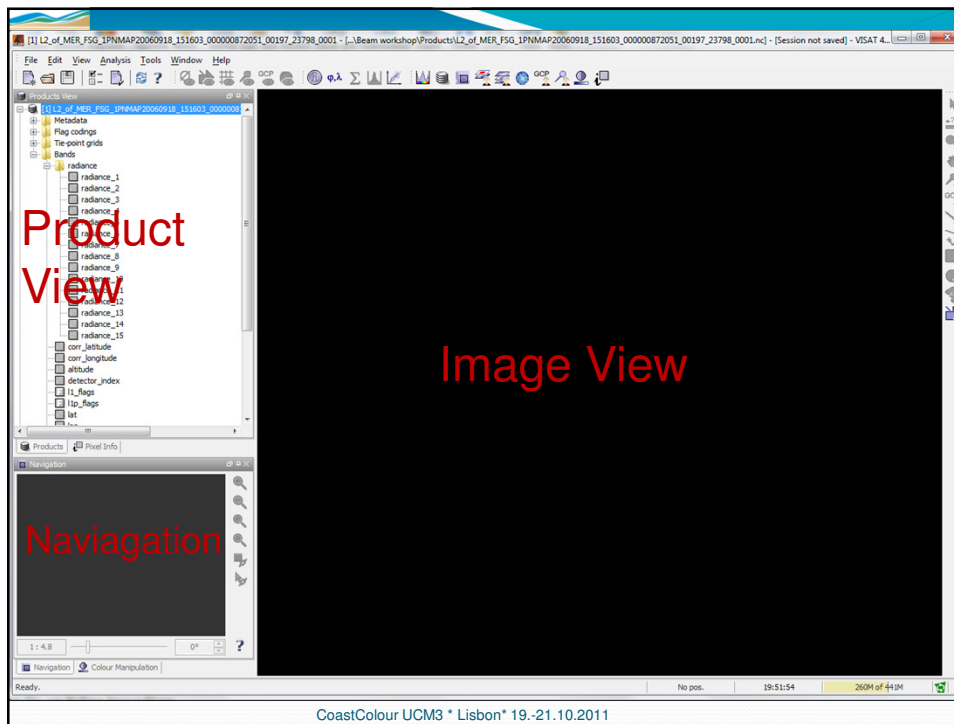 [1] L2_of_MER_FSG_1PNMAP20060918_151603_000000872051_00197_23798_0001 - [...\Beam workshop\Products\L2_of_MER_FSG_1PNMAP20060918_151603_000000872051_00197_23798_0001.nc] - [Session not saved] - VISAT 4...
File Edit View Analysis Tools Window Help
GCP φ,λ Σ GCP
Products View
[1] L2_of_MER_FSG_1PNMAP20060918_151603_0000008
Metadata
Flag codings
Tie-point grids
Bands
radiance
radiance_1
radiance_2
radiance_3
Product
radiance_8
radiance_9
View
radiance_12
radiance_13
radiance_14
radiance_15
corr_latitude
corr_longitude
altitude
detector_index
l1_flags
l1p_flags
lat
Image View
Products Pixel Info
Navigation
Naviagation
1 : 4.8 0° ?
Navigation Colour Manipulation
Ready. No pos. 19:51:54 260M of 441M
CoastColour UCM3 * Lisbon* 19.-21.10.2011